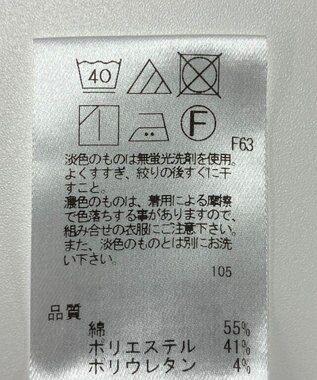 40
F
F63
淡色のものは無蛍光洗剤を使用。
よくすすぎ、絞りの後すぐに干
すこと。
濃色のものは、着用による摩擦
で色落ちする事がありますので、
組み合せの衣服にご注意下さい。
また、淡色のものとは別にお洗
い下さい。
105
品質
綿 55%
ポリエステル 41%
ポリウレタン 4%